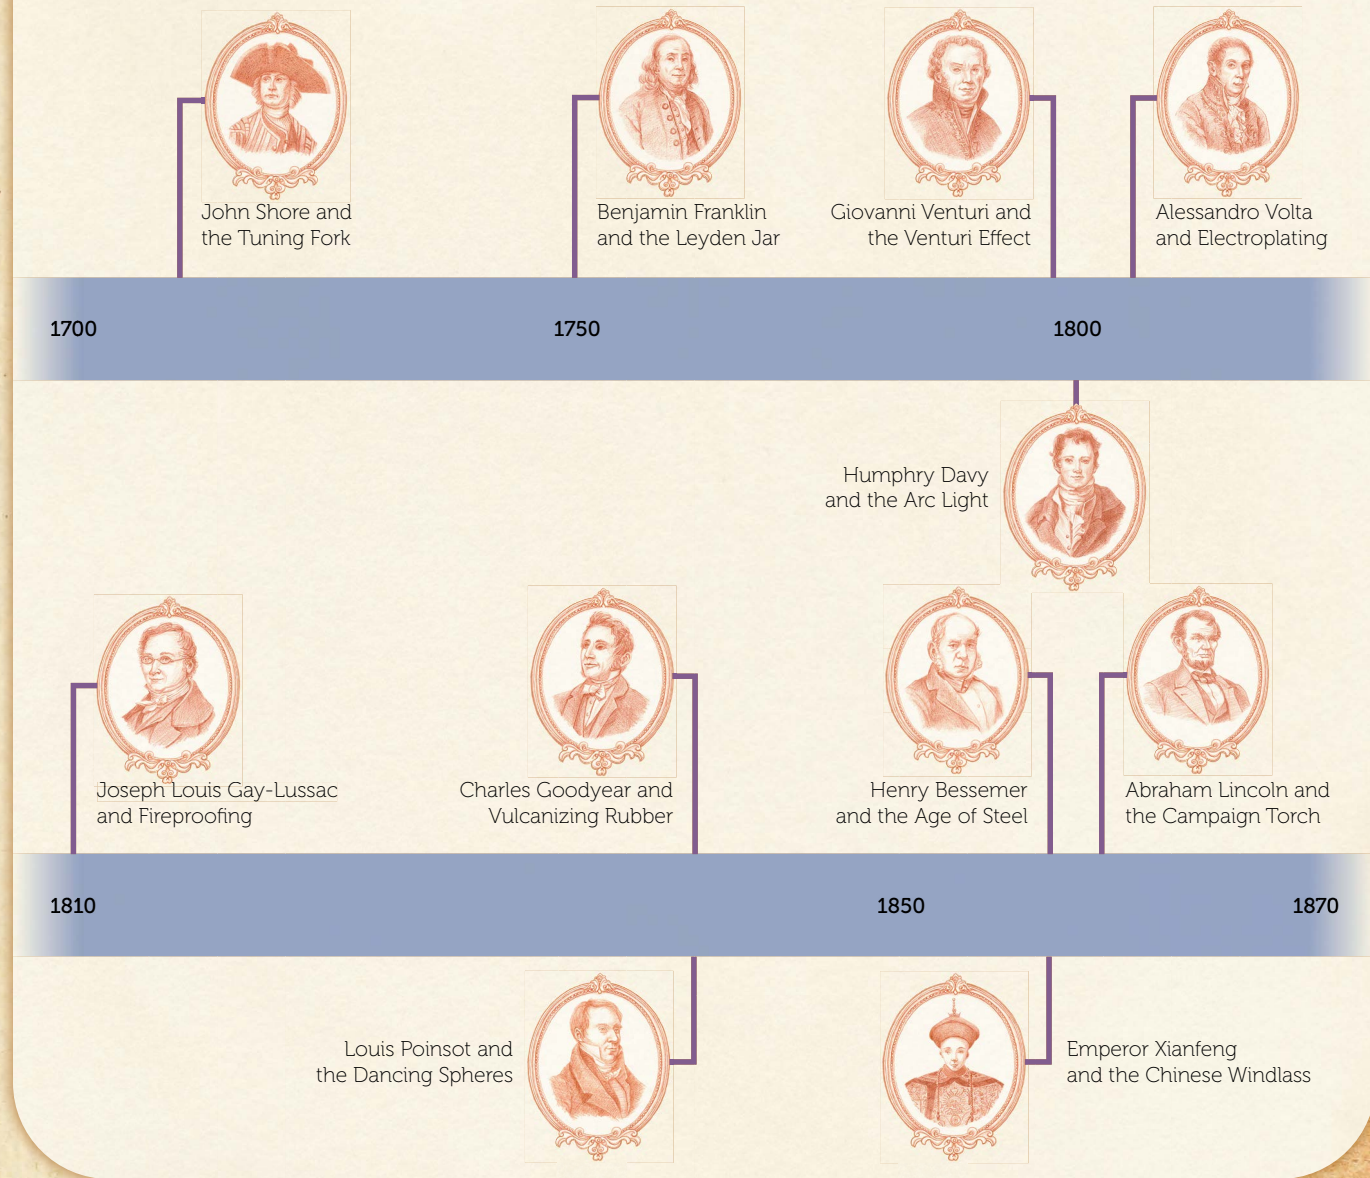 John Shore and
the Tuning Fork
Benjamin Franklin
and the Leyden Jar
Giovanni Venturi and
the Venturi Effect
Alessandro Volta
and Electroplating
1700
1750
1800
Humphry Davy
and the Arc Light
Joseph Louis Gay-Lussac
and Fireproofing
Charles Goodyear and
Vulcanizing Rubber
Henry Bessemer
and the Age of Steel
Abraham Lincoln and
the Campaign Torch
1810
1850
1870
Louis Poinsot and
the Dancing Spheres
Emperor Xianfeng
and the Chinese Windlass